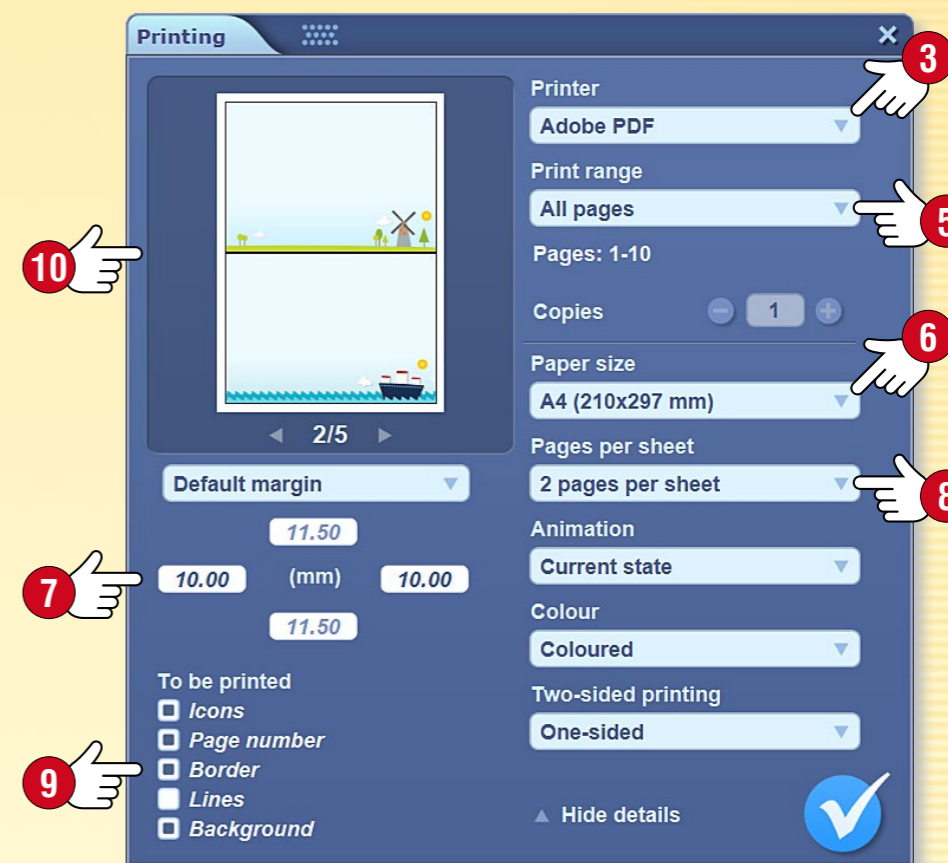 Printing
3
Printer
Adobe PDF
Print range
All pages
5
Pages: 1-10
10
Copies
1
6
Paper size
A4 (210x297 mm)
2/5
Pages per sheet
2 pages per sheet
8
Default margin
11.50
10.00 (mm) 10.00
11.50
7
Animation
Current state
Colour
Coloured
Two-sided printing
One-sided
To be printed
Icons
Page number
Border
Lines
Background
9
Hide details